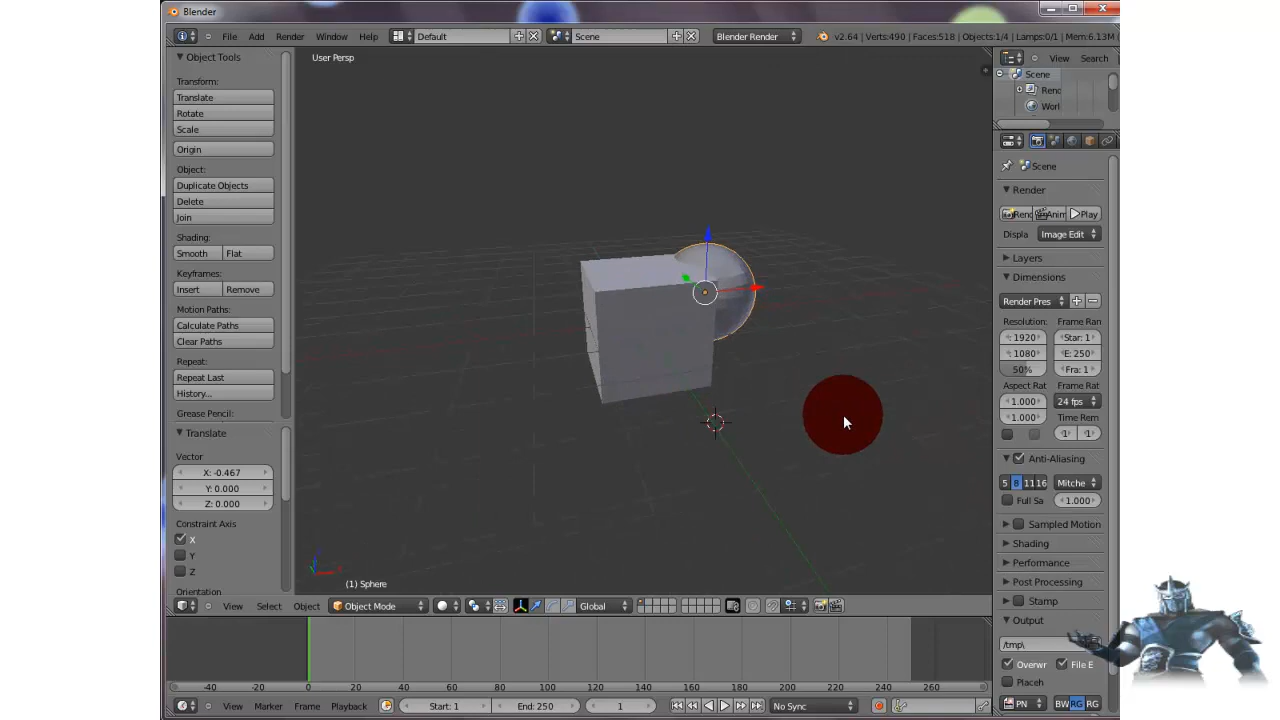 Blender
File Add Render Window Help Default Scene Blender Render v2.64 | Verts:490 | Faces:518 | Objects:1/4 | Lamps:0/1 | Mem:6.13M
Object Tools
Transform:
Translate
Rotate
Scale
Origin
Object:
Duplicate Objects
Delete
Join
Shading:
Smooth Flat
Keyframes:
Insert Remove
Motion Paths:
Calculate Paths
Clear Paths
Repeat:
Repeat Last
History...
Grease Pencil:
Translate
Vector
X: -0.467
Y: 0.000
Z: 0.000
Constraint Axis
X
Y
Z
Orientation
User Persp
(1) Sphere
View Select Object Object Mode Global
-40 -20 0 20 40 60 80 100 120 140 160 180 200 220 240 260
View Marker Frame Playback Start: 1 End: 250 1 No Sync
View Search
Scene
Renc
Worl
Scene
Render
Renc Anim Play
Displa Image Edit
Layers
Dimensions
Render Pres
Resolution: Frame Ran
: 1920 Star: 1
: 1080 E: 250
50% Fra: 1
Aspect Rat Frame Rat
1.000 24 fps
1.000 Time Rem
1 1
Anti-Aliasing
5 8 11 16 Mitche
Full Sa 1.000
Sampled Motion
Shading
Performance
Post Processing
Stamp
Output
/tmp\
Overwr File E
Placeh
PN BW RG RG